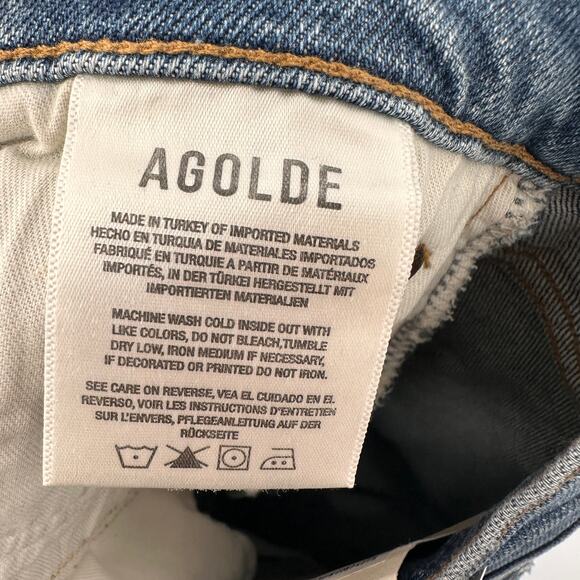 AGOLDE
MADE IN TURKEY OF IMPORTED MATERIALS
HECHO EN TURQUIA DE MATERIALES IMPORTADOS
FABRIQUÉ EN TURQUIE A PARTIR DE MATÉRIAUX
IMPORTÉS, IN DER TÜRKEI HERGESTELLT MIT
IMPORTIERTEN MATERIALIEN
MACHINE WASH COLD INSIDE OUT WITH
LIKE COLORS, DO NOT BLEACH,TUMBLE
DRY LOW, IRON MEDIUM IF NECESSARY,
IF DECORATED OR PRINTED DO NOT IRON.
SEE CARE ON REVERSE, VEA EL CUIDADO EN EL
REVERSO, VOIR LES INSTRUCTIONS D'ENTRETIEN
SUR L'ENVERS, PFLEGEANLEITUNG AUF DER
RÜCKSEITE